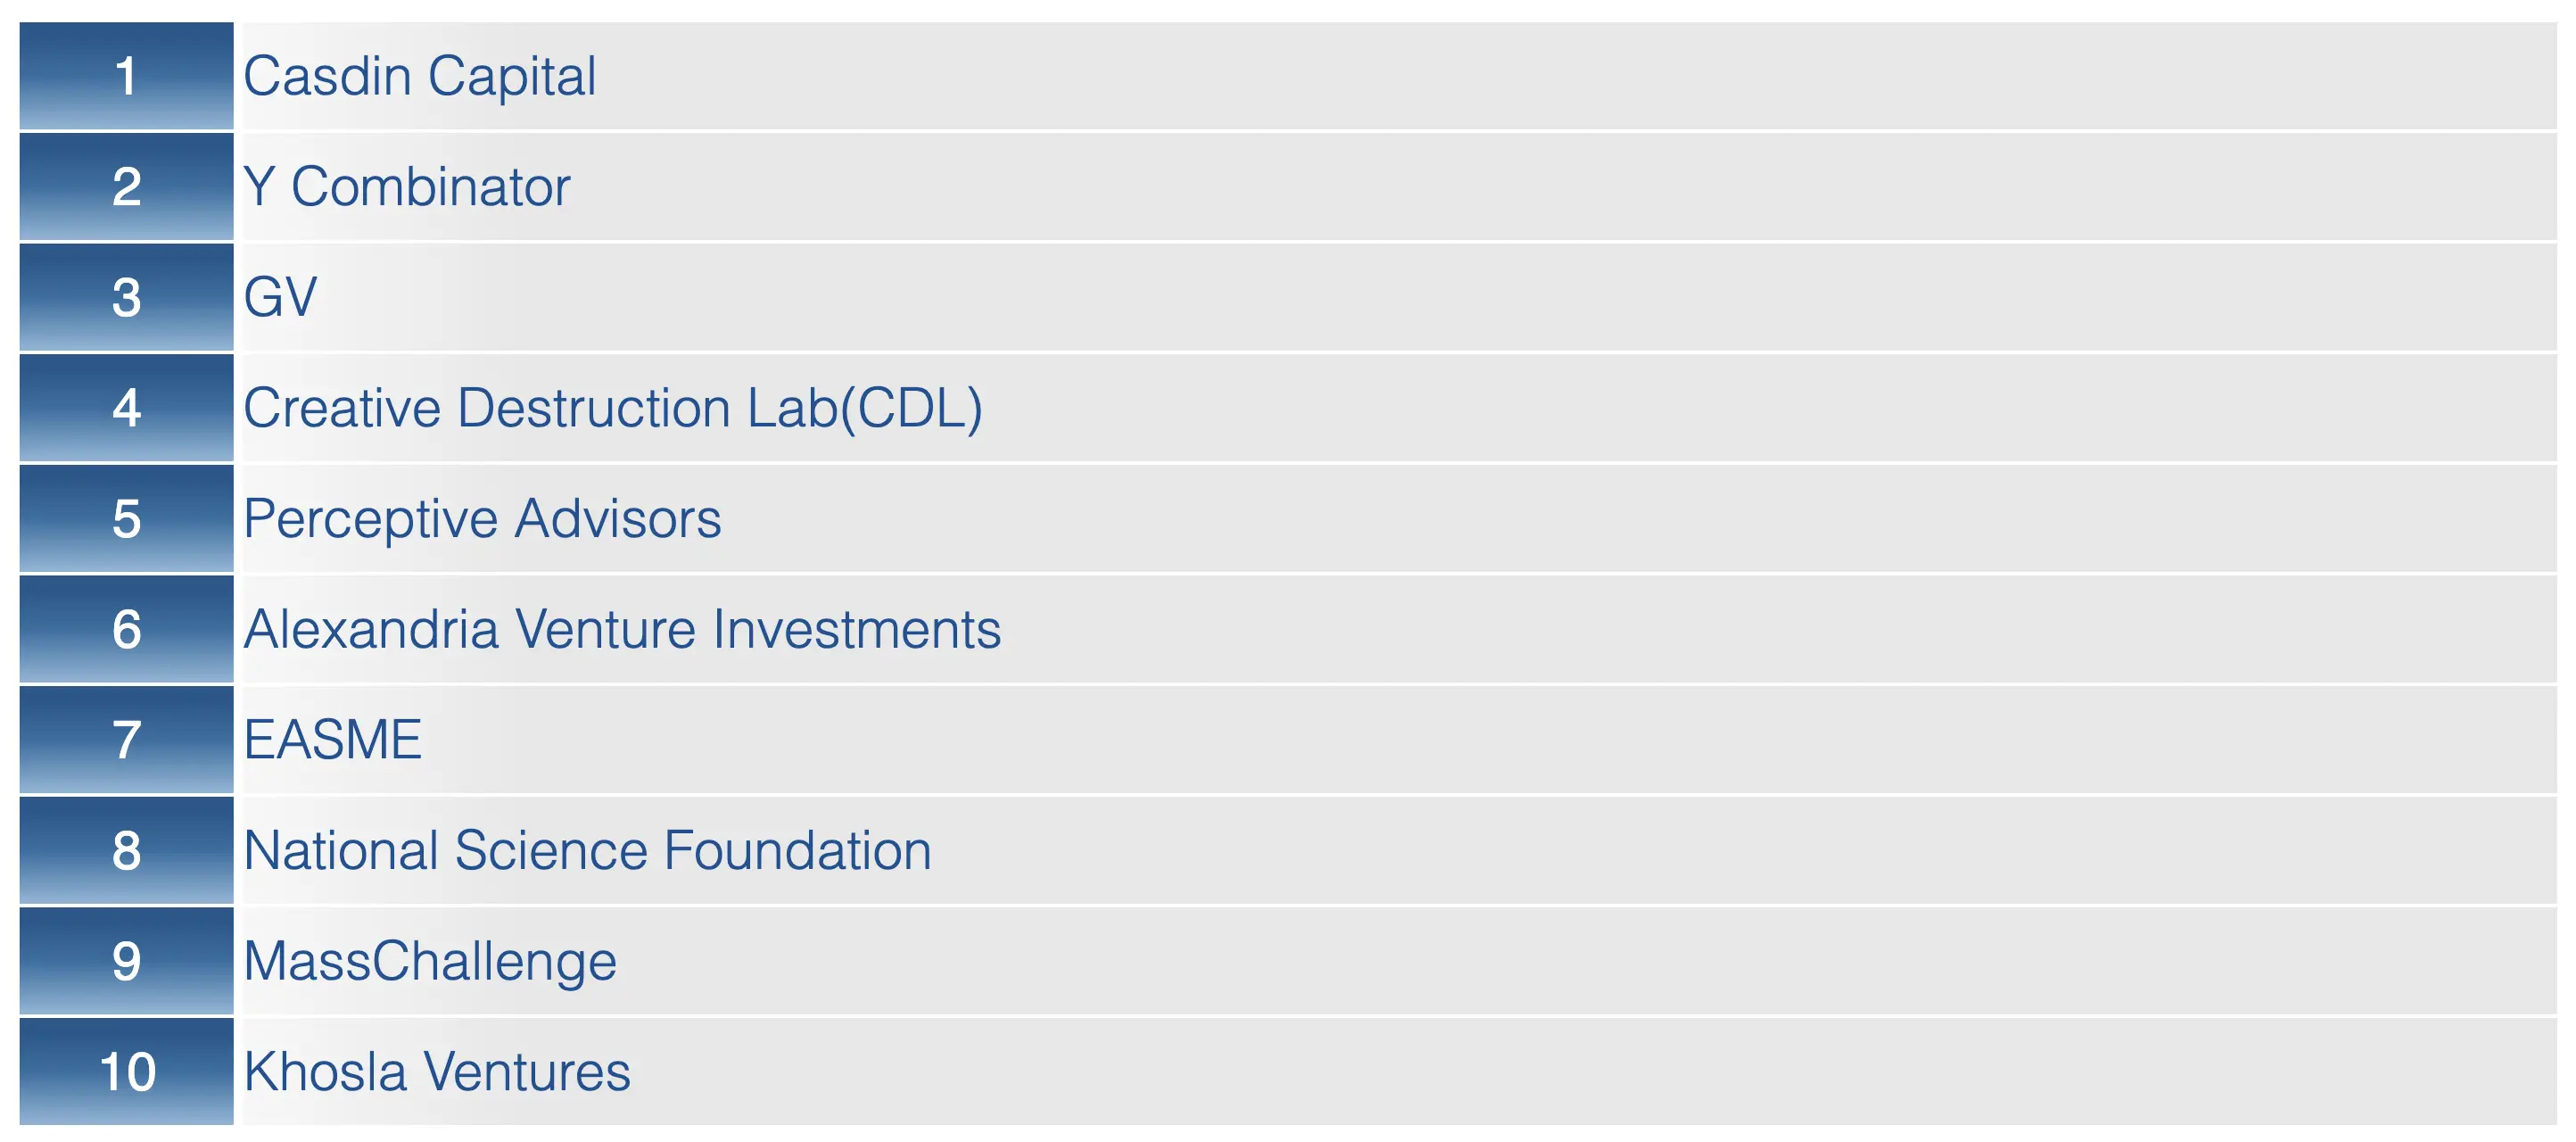 1 Casdin Capital
2 Y Combinator
3 GV
4 Creative Destruction Lab(CDL)
5 Perceptive Advisors
6 Alexandria Venture Investments
7 EASME
8 National Science Foundation
9 MassChallenge
10 Khosla Ventures